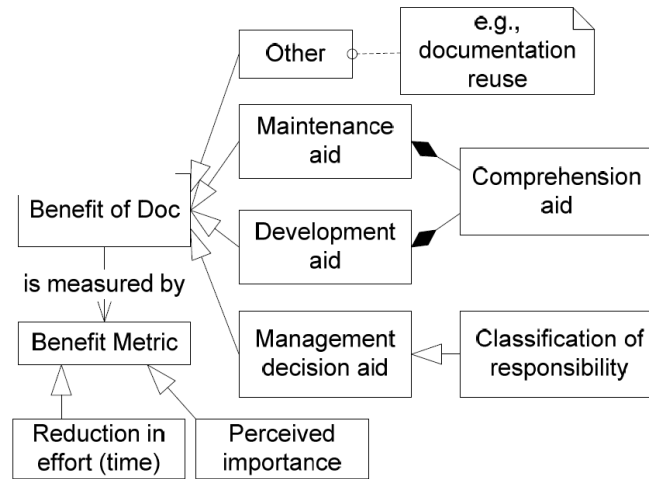 Other
e.g.,
documentation
reuse
Maintenance
aid
Comprehension
aid
Benefit of Doc
Development
aid
is measured by
Benefit Metric
Management
decision aid
Classification of
responsibility
Reduction in
effort (time)
Perceived
importance